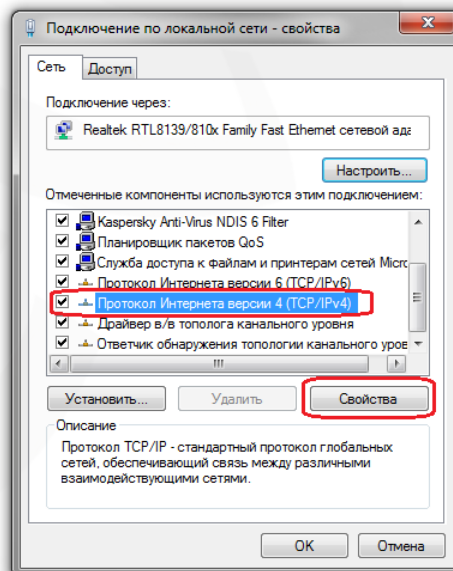 Подключение по локальной сети - свойства
Сеть Доступ
Подключение через:
Realtek RTL8139/810x Family Fast Ethernet сетевой ада
Настроить...
Отмеченные компоненты используются этим подключением:
Kaspersky Anti-Virus NDIS 6 Filter
Планировщик пакетов QoS
Служба доступа к файлам и принтерам сетей Micro
Протокол Интернета версии 6 (TCP/IPv6)
Протокол Интернета версии 4 (TCP/IPv4)
Драйвер в/в тополога канального уровня
Ответчик обнаружения топологии канального уров
Установить... Удалить Свойства
Описание
Протокол TCP/IP - стандартный протокол глобальных
сетей, обеспечивающий связь между различными
взаимодействующими сетями.
OK Отмена